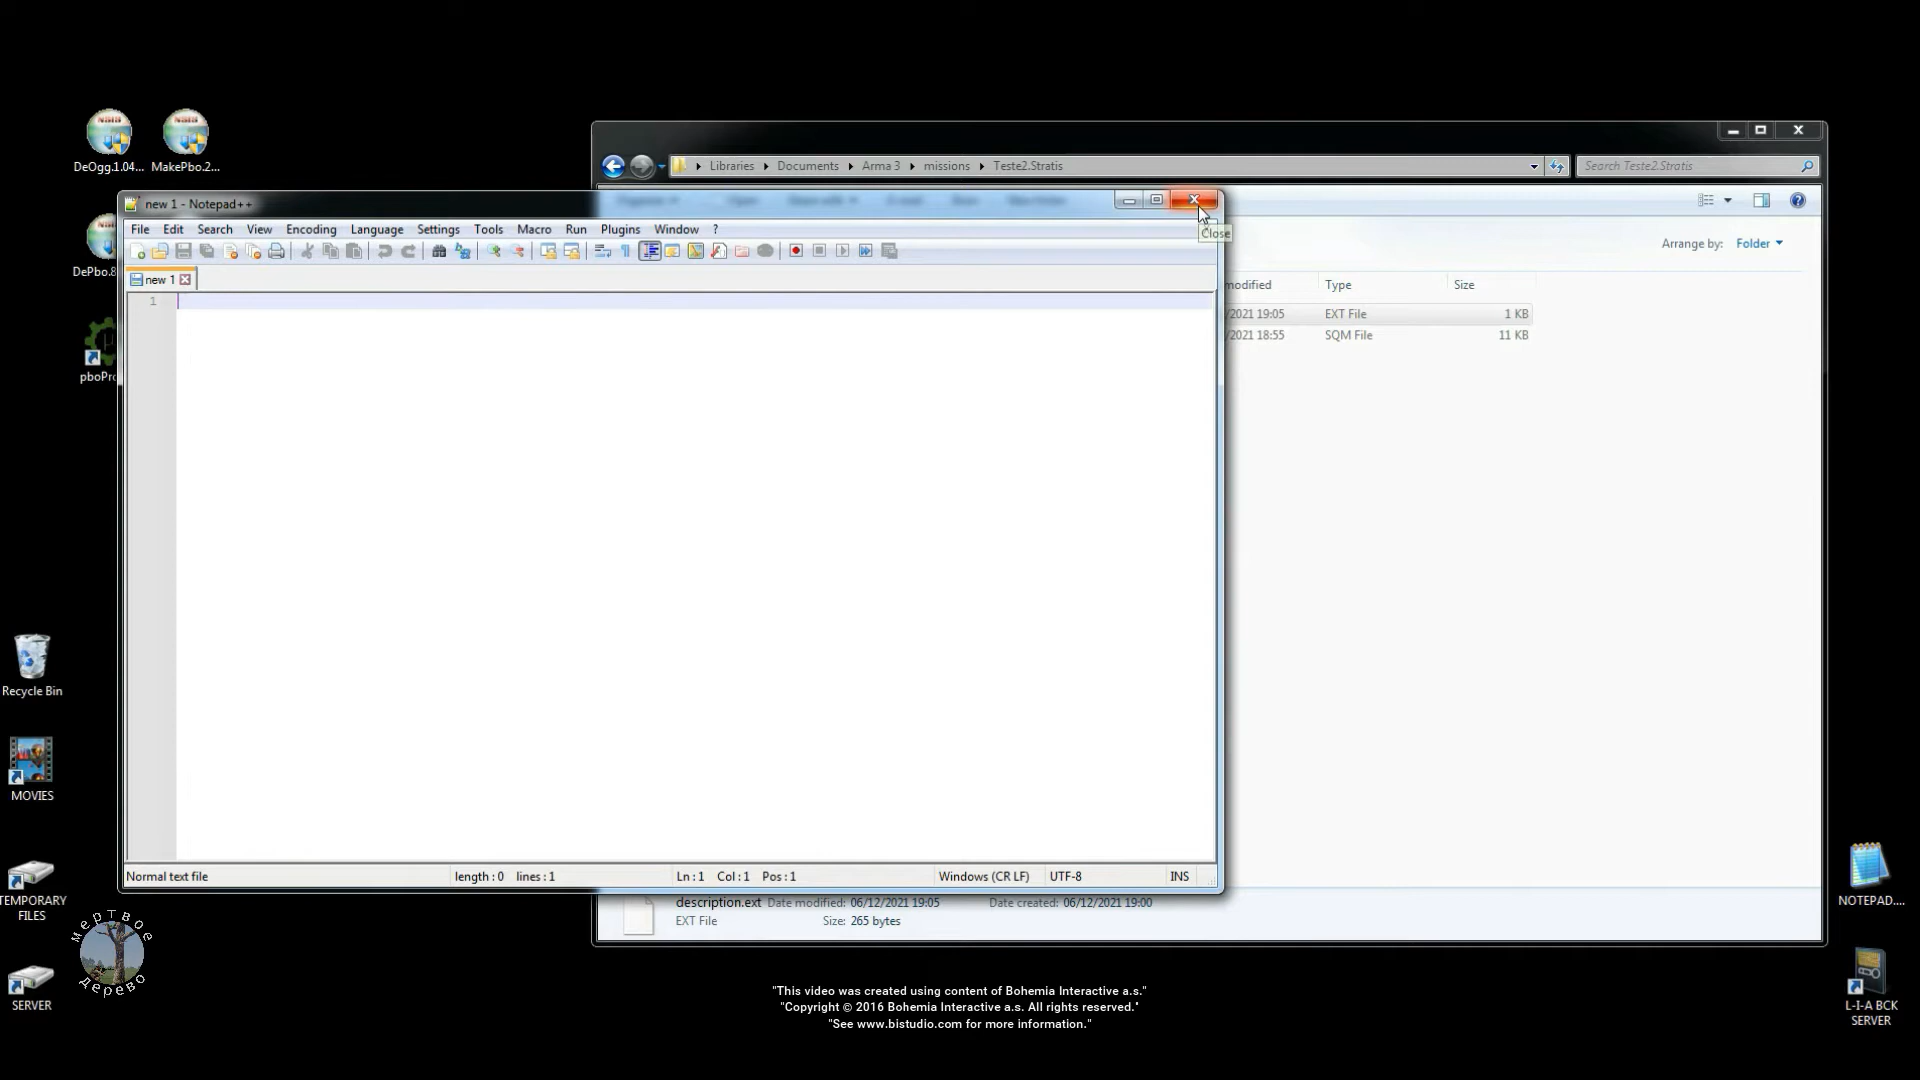 DeOgg.1.04...
MakePbo.2...
DePbo.8
pboPro
Recycle Bin
MOVIES
TEMPORARY
FILES
мертвое
дерево
SERVER
Libraries
Documents
Arma 3
missions
Teste2.Stratis
Search Teste2.Stratis
new 1 - Notepad++
File
Edit
Search
View
Encoding
Language
Settings
Tools
Macro
Run
Plugins
Window
?
Close
new 1
1
Arrange by:
Folder
modified
Type
Size
/2021 19:05
EXT File
1 KB
/2021 18:55
SQM File
11 KB
Normal text file
length : 0
lines : 1
Ln : 1
Col : 1
Pos : 1
Windows (CR LF)
UTF-8
INS
description.ext
Date modified: 06/12/2021 19:05
Date created: 06/12/2021 19:00
EXT File
Size: 265 bytes
NOTEPAD....
L-I-A BCK
SERVER
"This video was created using content of Bohemia Interactive a.s."
"Copyright © 2016 Bohemia Interactive a.s. All rights reserved."
"See www.bistudio.com for more information."